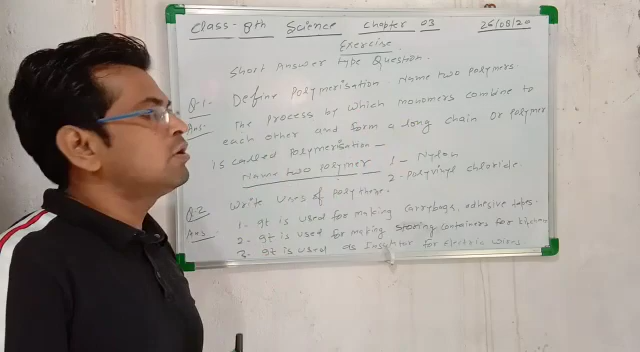 Class - 8th Science Chapter 03 26/08/20
Exercise
Short Answer type Question.
Q.1 Define Polymerisation Name two polymers.
Ans. The process by which monomers combine to
each other and form a long chain or polymer
is called polymerisation -
Name two polymer 1 - Nylon
2 - Polyvinyl chloride.
Q.2 Write uses of polythene.
Ans 1. It is used for making carrybags, adhesive tapes.
2. It is used for making storing containers for
3. It is used as Insulator for Electric wires